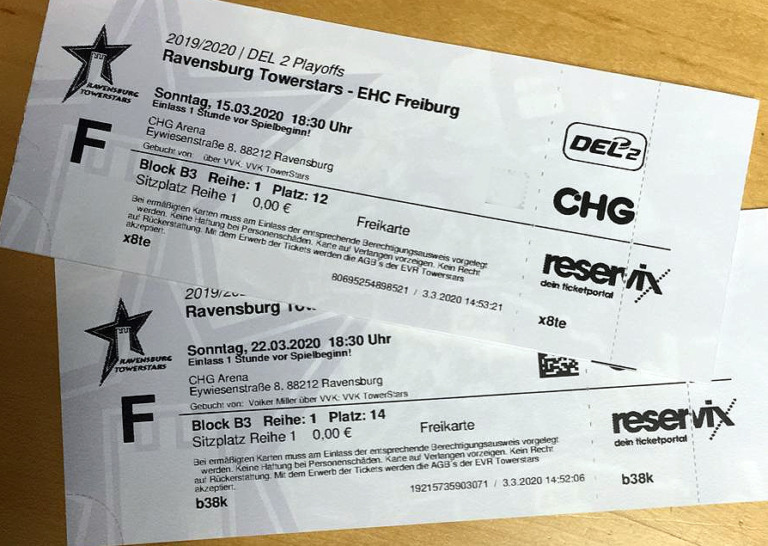 2019/2020 | DEL 2 Playoffs
Ravensburg Towerstars - EHC Freiburg
RAVENSBURG
TOWERSTARS
Sonntag, 15.03.2020 18:30 Uhr
Einlass 1 Stunde vor Spielbeginn!
CHG Arena
Eywiesenstraße 8, 88212 Ravensburg
Gebucht von: über VVK: VVK TowerStars
F
Block B3 Reihe: 1 Platz: 12
Sitzplatz Reihe 1 0,00 € Freikarte
Bei ermäßigten Karten muss am Einlass der entsprechende Berechtigungsausweis vorgelegt
werden. Keine Haftung bei Personenschäden. Karte auf Verlangen vorzeigen. Kein Recht
auf Rückerstattung. Mit dem Erwerb der Tickets werden die AGB's der EVR Towerstars
akzeptiert.
x8te
80695254898521 / 3.3.2020 14:53:21
DEL 2
CHG
reservix
dein ticketportal
x8te
2019/20
Ravensburg
RAVENSBURG
TOWERSTARS
Sonntag, 22.03.2020 18:30 Uhr
Einlass 1 Stunde vor Spielbeginn!
CHG Arena
Eywiesenstraße 8, 88212 Ravensburg
Gebucht von: Volker Miller über VVK: VVK TowerStars
F
Block B3 Reihe: 1 Platz: 14
Sitzplatz Reihe 1 0,00 € Freikarte
Bei ermäßigten Karten muss am Einlass der entsprechende Berechtigungsausweis vorgelegt
werden. Keine Haftung bei Personenschäden. Karte auf Verlangen vorzeigen. Kein Recht
auf Rückerstattung. Mit dem Erwerb der Tickets werden die AGB's der EVR Towerstars
akzeptiert.
b38k
19215735903071 / 3.3.2020 14:52:06
reservix
dein ticketportal
b38k